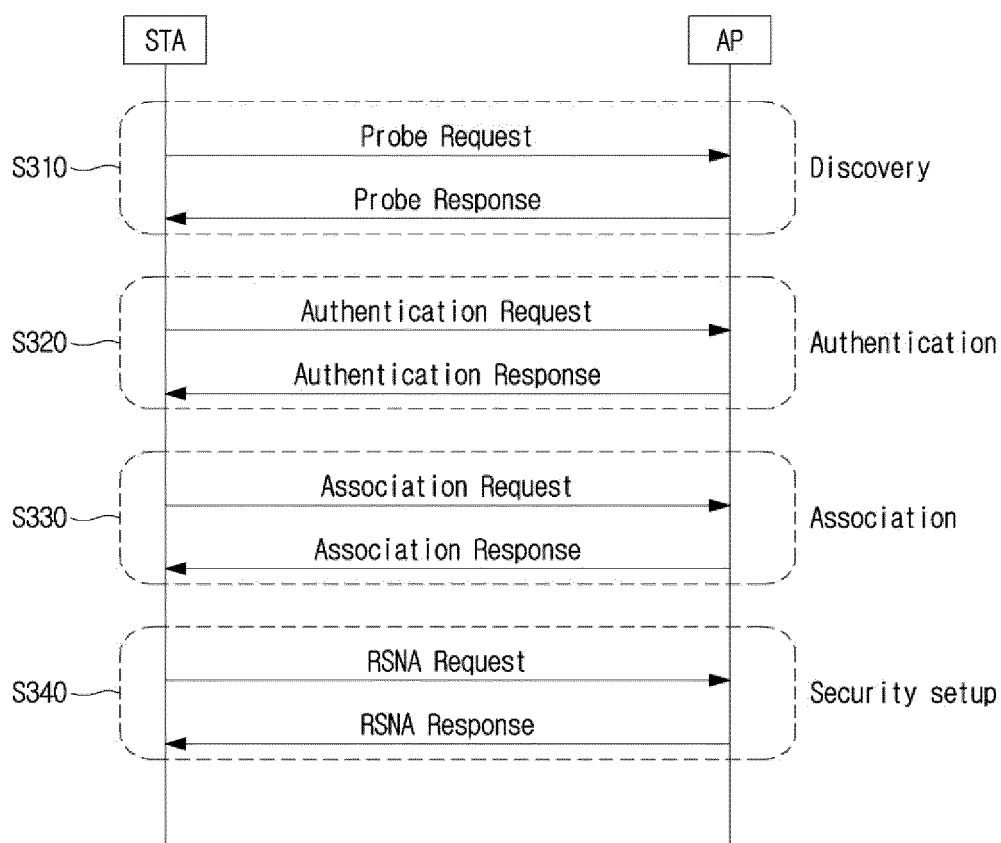 STA
AP
Probe Request
S310
Discovery
Probe Response
Authentication Request
S320
Authentication
Authentication Response
Association Request
S330
Association
Association Response
RSNA Request
S340
Security setup
RSNA Response